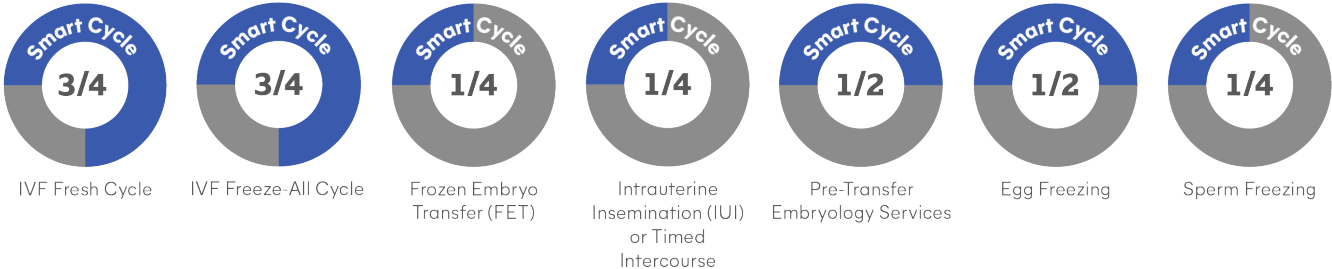 Smart Cycle
3/4
IVF Fresh Cycle
Smart Cycle
3/4
IVF Freeze-All Cycle
Smart Cycle
1/4
Frozen Embryo
Transfer (FET)
Smart Cycle
1/4
Intrauterine
Insemination (IUI)
or Timed
Intercourse
Smart Cycle
1/2
Pre-Transfer
Embryology Services
Smart Cycle
1/2
Egg Freezing
Smart Cycle
1/4
Sperm Freezing